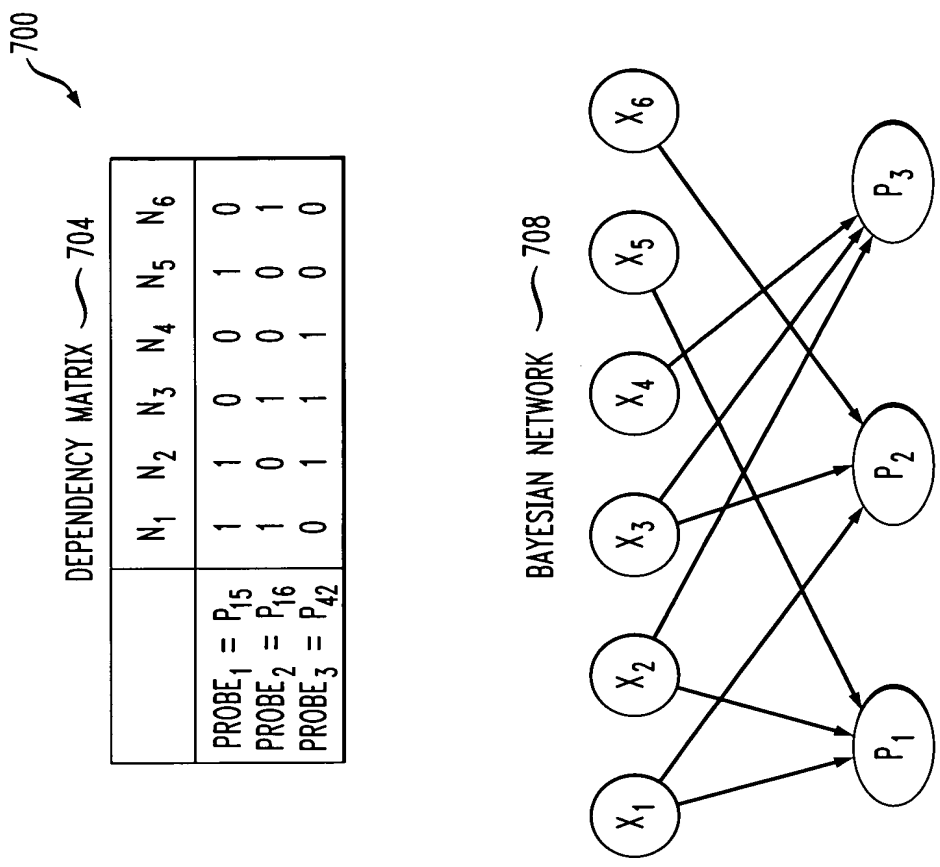 700
DEPENDENCY MATRIX 704
N1 N2 N3 N4 N5 N6
PROBE1 = P15 1 1 0 0 1 0
PROBE2 = P16 1 0 1 0 0 1
PROBE3 = P42 0 1 1 1 0 0
BAYESIAN NETWORK 708
X1 X2 X3 X4 X5 X6
P1 P2 P3